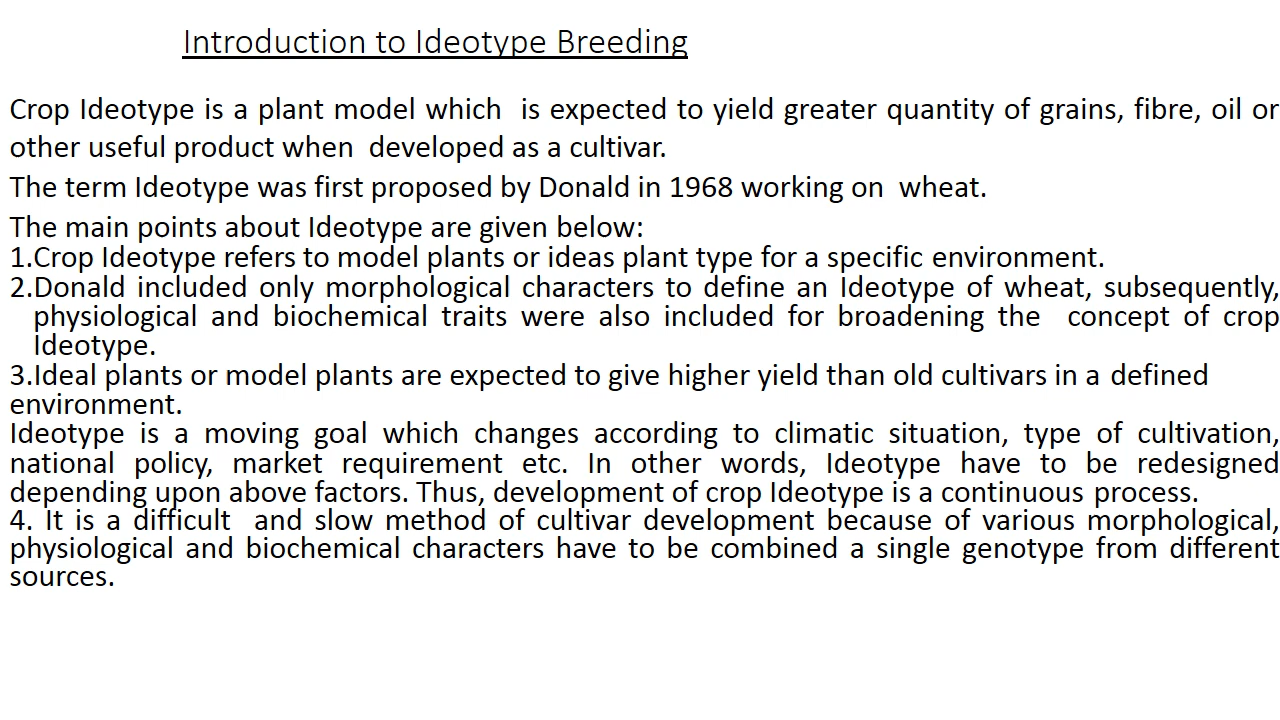 Introduction to Ideotype Breeding
Crop Ideotype is a plant model which  is expected to yield greater quantity of grains, fibre, oil or
other useful product when  developed as a cultivar.
The term Ideotype was first proposed by Donald in 1968 working on  wheat.
The main points about Ideotype are given below:
1.Crop Ideotype refers to model plants or ideas plant type for a specific environment.
2.Donald included only morphological characters to define an Ideotype of wheat, subsequently,
physiological and biochemical traits were also included for broadening the  concept of crop
Ideotype.
3.Ideal plants or model plants are expected to give higher yield than old cultivars in a defined
environment.
Ideotype is a moving goal which changes according to climatic situation, type of cultivation,
national policy, market requirement etc. In other words, Ideotype have to be redesigned
depending upon above factors. Thus, development of crop Ideotype is a continuous process.
4. It is a difficult  and slow method of cultivar development because of various morphological,
physiological and biochemical characters have to be combined a single genotype from different
sources.